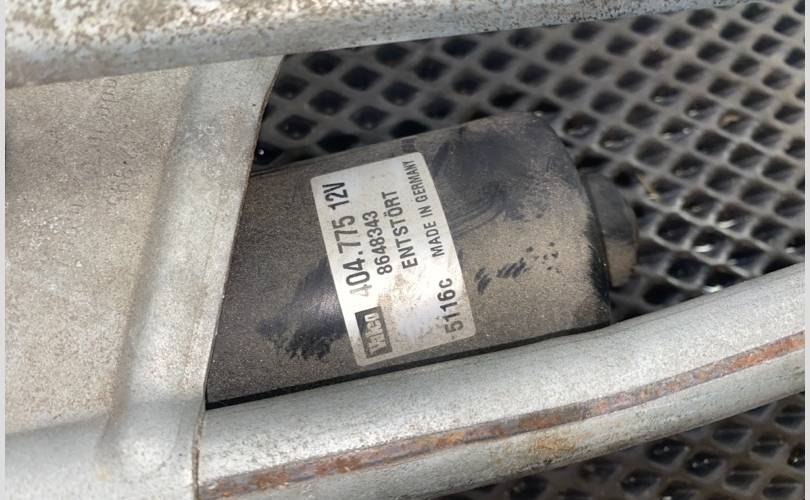 Valeo 404.775 12V
8648343
ENTSTÖRT
5116c MADE IN GERMANY